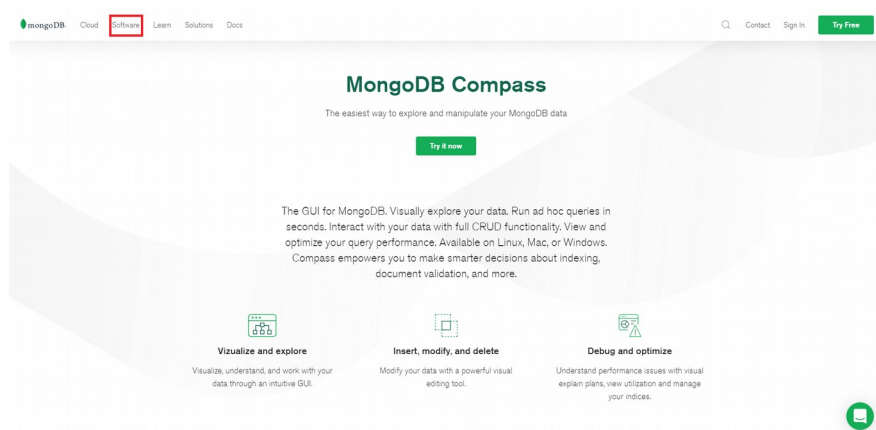 mongoDB.
Cloud
Software
Learn
Solutions
Docs
Contact
Sign In
Try Free
MongoDB Compass
The easiest way to explore and manipulate your MongoDB data
Try it now
The GUI for MongoDB. Visually explore your data. Run ad hoc queries in
seconds. Interact with your data with full CRUD functionality. View and
optimize your query performance. Available on Linux, Mac, or Windows.
Compass empowers you to make smarter decisions about indexing,
document validation, and more.
Vizualize and explore
Visualize, understand, and work with your
data through an intuitive GUI.
Insert, modify, and delete
Modify your data with a powerful visual
editing tool.
Debug and optimize
Understand performance issues with visual
explain plans, view utilization and manage
your indices.